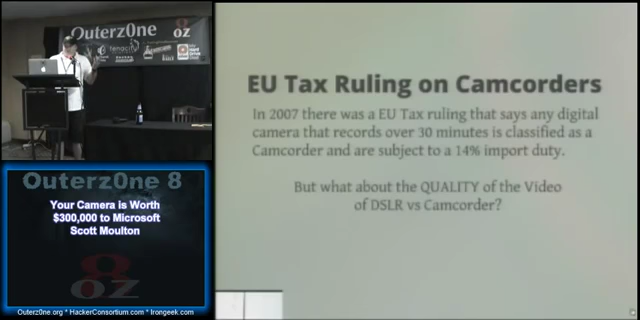 Outerz0ne
OZ
tenacity
EU Tax Ruling on Camcorders
In 2007 there was a EU Tax ruling that says any digital
camera that records over 30 minutes is classified as a
Camcorder and are subject to a 14% import duty.
But what about the QUALITY of the Video
of DSLR vs Camcorder?
Outerz0ne 8
Your Camera is Worth
$300,000 to Microsoft
Scott Moulton
OZ
Outerz0ne.org * HackerConsortium.com * Irongeek.com